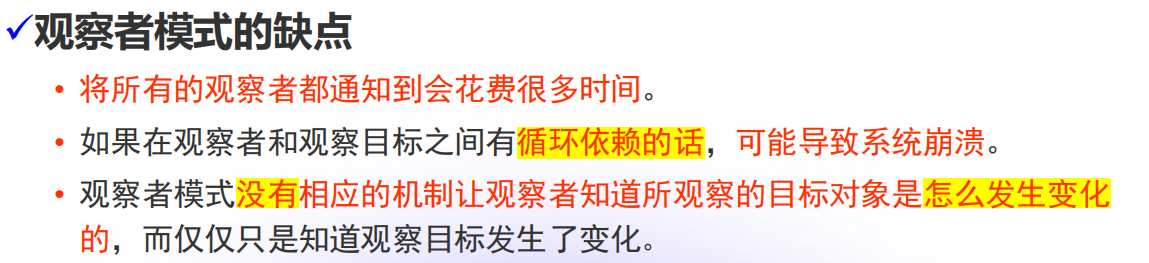 ✓观察者模式的缺点
• 将所有的观察者都通知到会花费很多时间。
• 如果在观察者和观察目标之间有循环依赖的话，可能导致系统崩溃。
• 观察者模式没有相应的机制让观察者知道所观察的目标对象是怎么发生变化
的，而仅仅只是知道观察目标发生了变化。